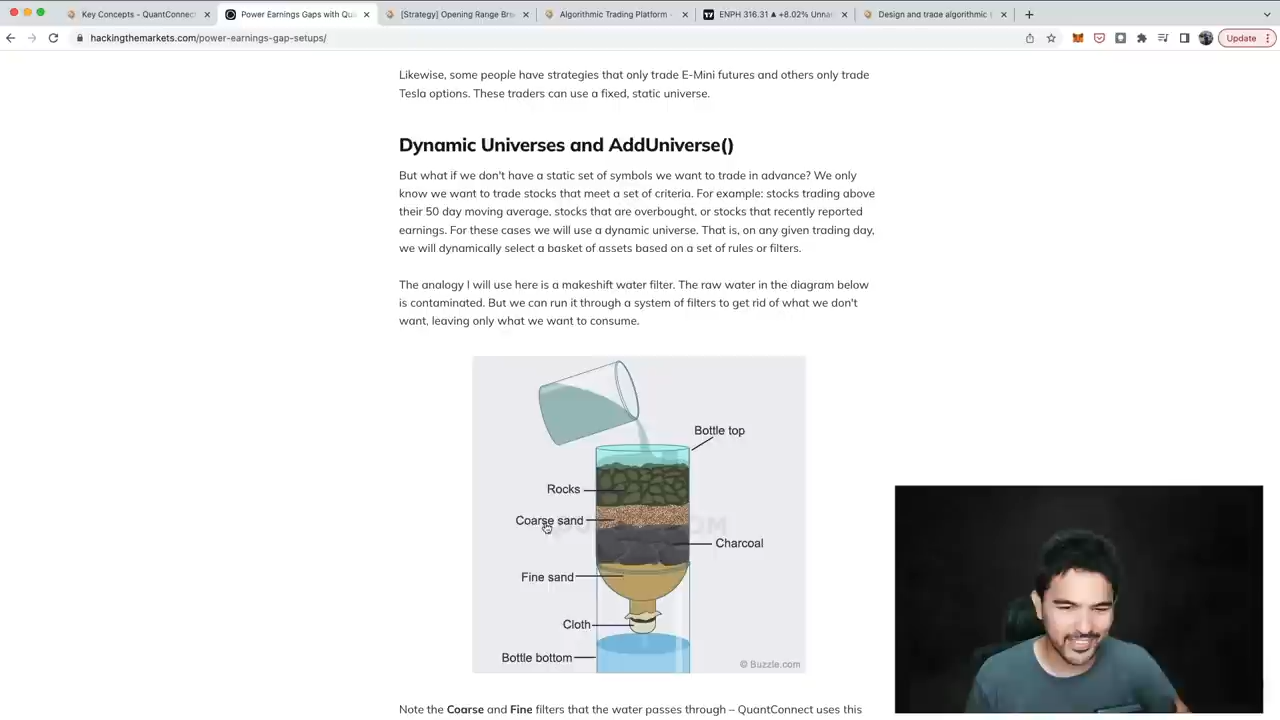 Key Concepts - QuantConnect
Power Earnings Gaps with Qua
[Strategy] Opening Range Bre
Algorithmic Trading Platform -
ENPH 316.31 ▲ +8.02% Unna
Design and trade algorithmic t
hackingthemarkets.com/power-earnings-gap-setups/
Update
Likewise, some people have strategies that only trade E-Mini futures and others only trade
Tesla options. These traders can use a fixed, static universe.
Dynamic Universes and AddUniverse()
But what if we don't have a static set of symbols we want to trade in advance? We only
know we want to trade stocks that meet a set of criteria. For example: stocks trading above
their 50 day moving average, stocks that are overbought, or stocks that recently reported
earnings. For these cases we will use a dynamic universe. That is, on any given trading day,
we will dynamically select a basket of assets based on a set of rules or filters.
The analogy I will use here is a makeshift water filter. The raw water in the diagram below
is contaminated. But we can run it through a system of filters to get rid of what we don't
want, leaving only what we want to consume.
Bottle top
Rocks
Coarse sand
Charcoal
Fine sand
Cloth
Bottle bottom
© Buzzle.com
Note the Coarse and Fine filters that the water passes through – QuantConnect uses this